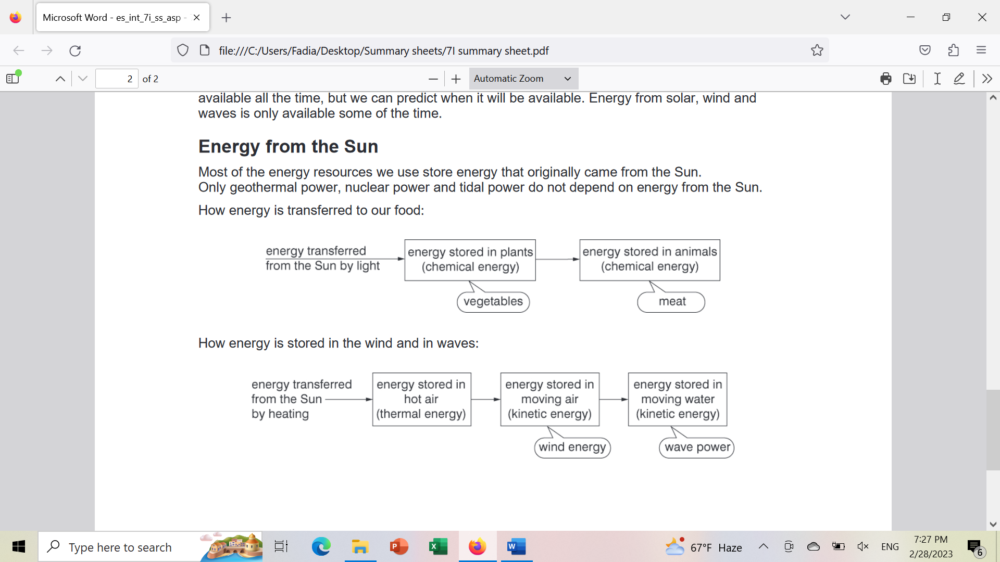 Microsoft Word - es_int_7i_ss_asp -
file:///C:/Users/Fadia/Desktop/Summary sheets/7I summary sheet.pdf
2 of 2
Automatic Zoom
available all the time, but we can predict when it will be available. Energy from solar, wind and
waves is only available some of the time.
Energy from the Sun
Most of the energy resources we use store energy that originally came from the Sun.
Only geothermal power, nuclear power and tidal power do not depend on energy from the Sun.
How energy is transferred to our food:
energy transferred
from the Sun by light
energy stored in plants
(chemical energy)
vegetables
energy stored in animals
(chemical energy)
meat
How energy is stored in the wind and in waves:
energy transferred
from the Sun
by heating
energy stored in
hot air
(thermal energy)
energy stored in
moving air
(kinetic energy)
wind energy
energy stored in
moving water
(kinetic energy)
wave power
Type here to search
P
X
W
67°F Haze
ENG
7:27 PM
2/28/2023
6